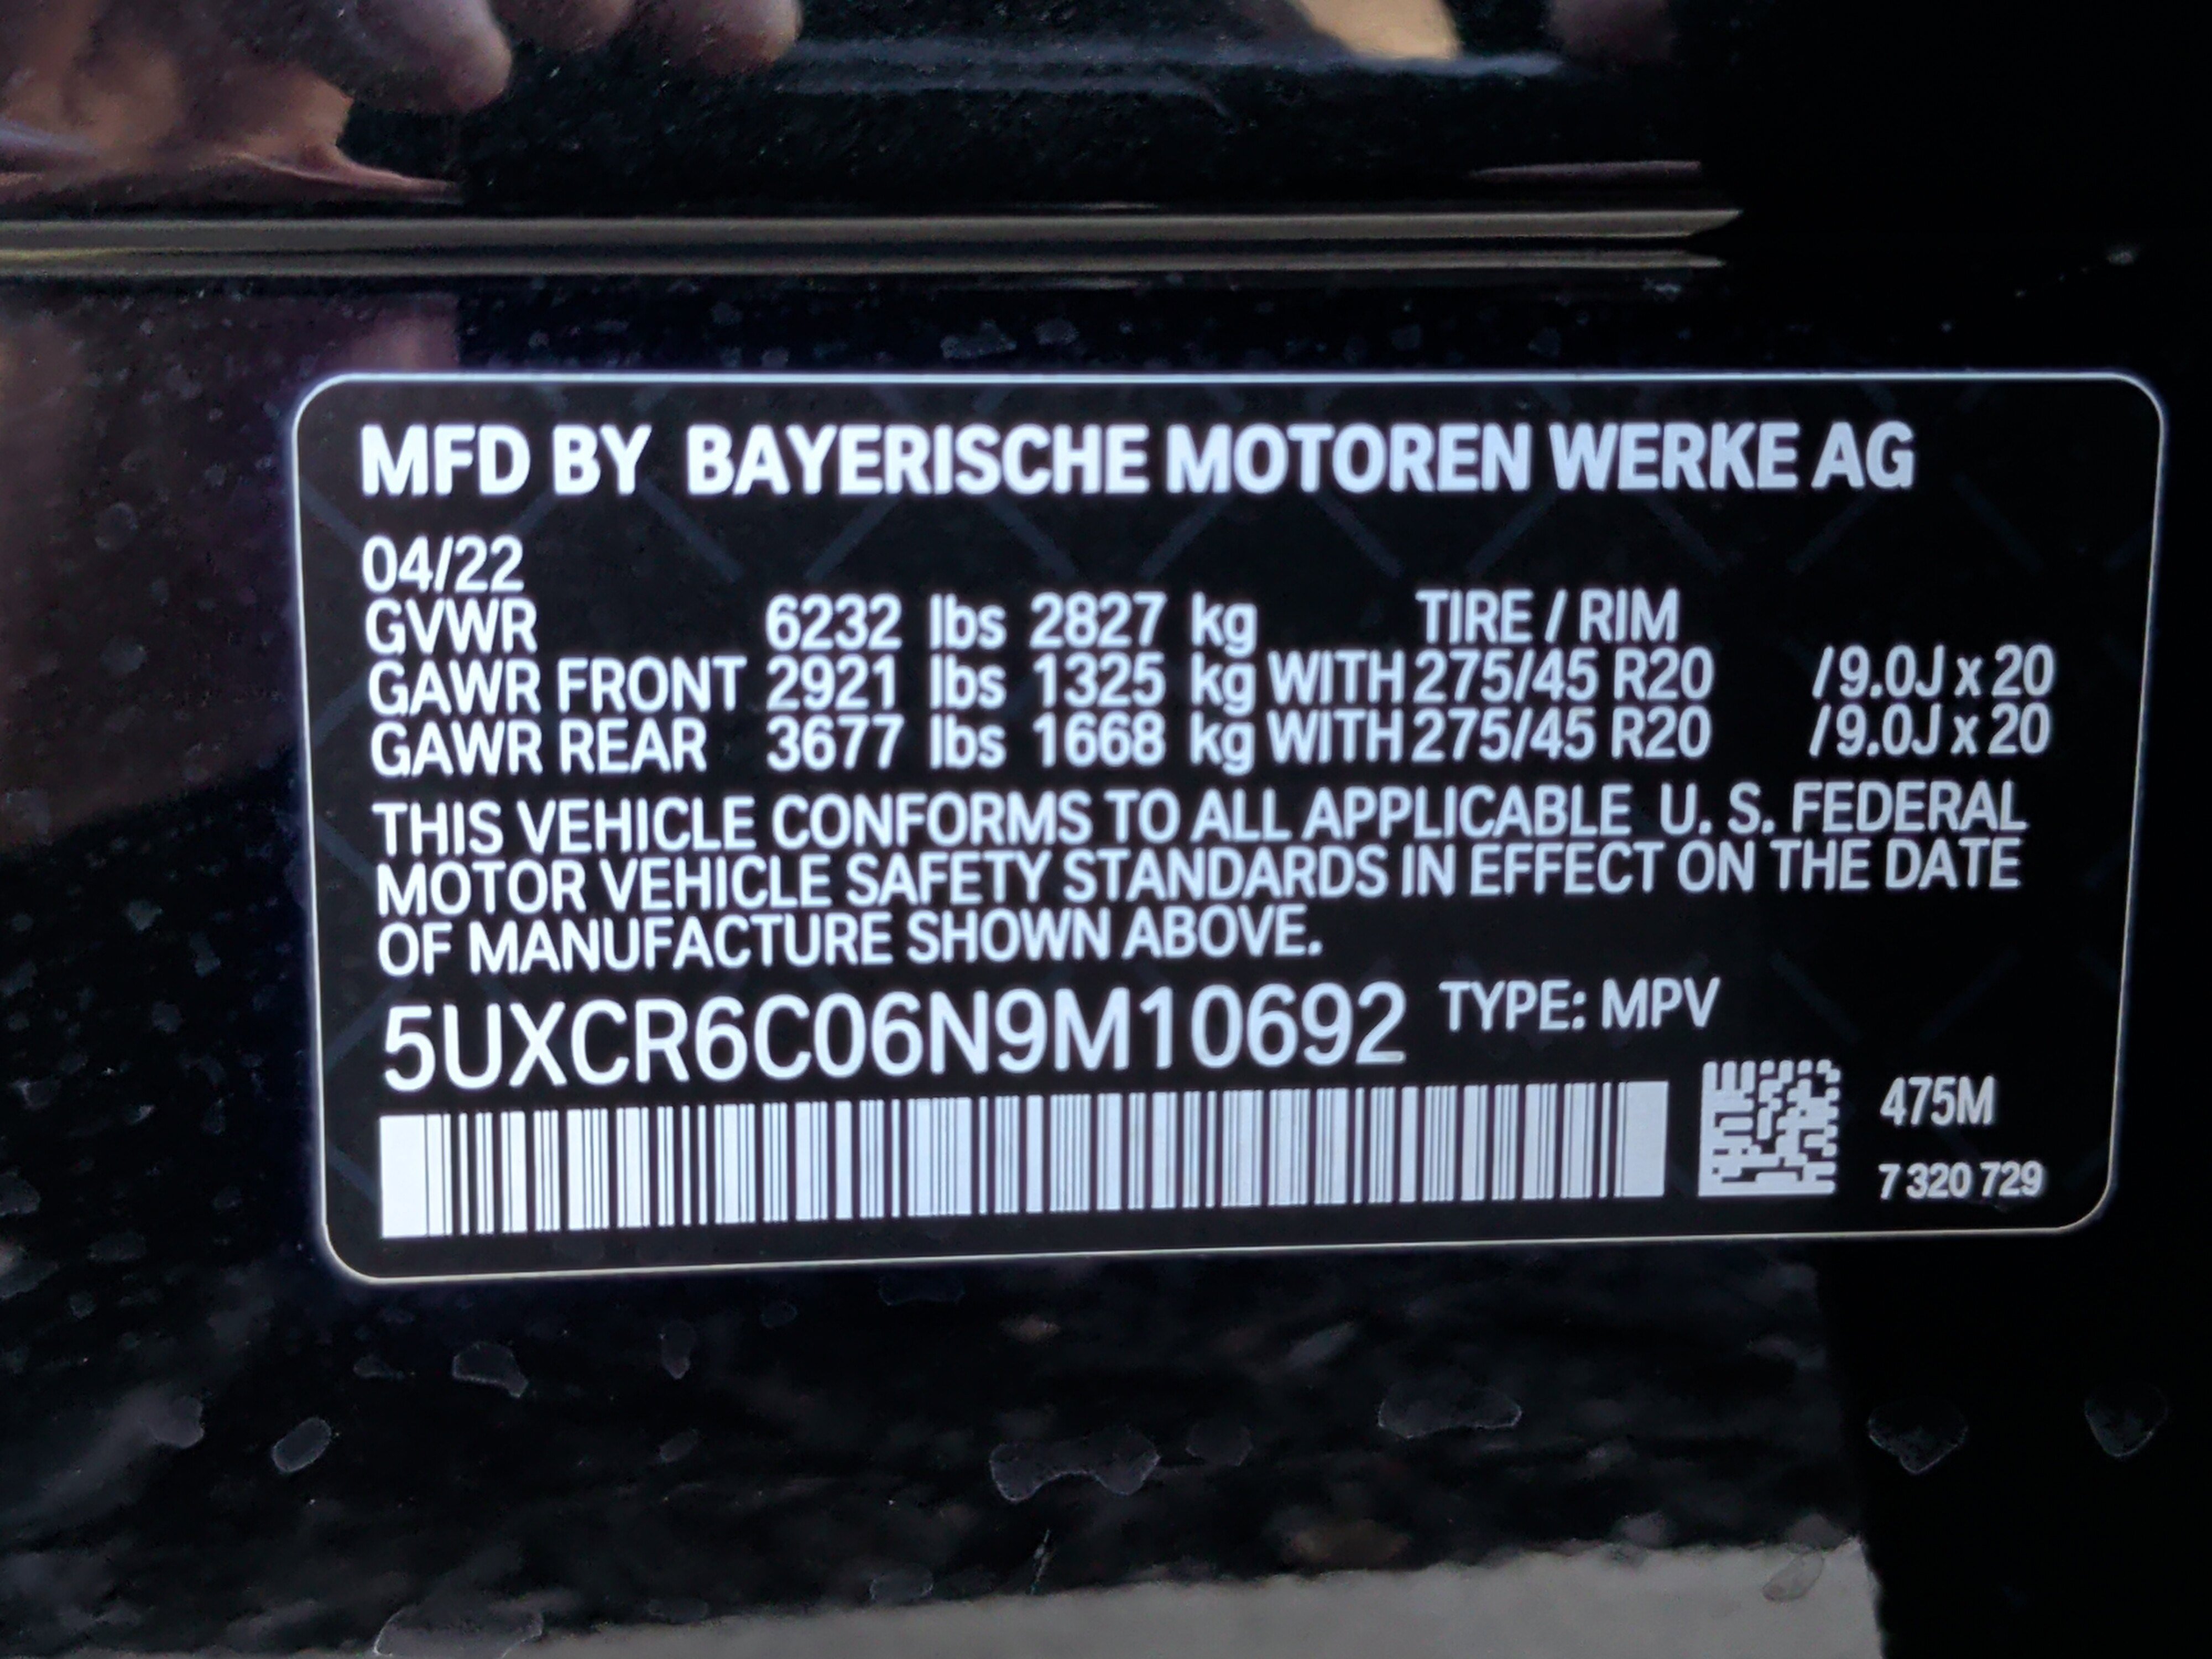 MFD BY BAYERISCHE MOTOREN WERKE AG
04/22
GVWR 6232 lbs 2827 kg TIRE / RIM
GAWR FRONT 2921 lbs 1325 kg WITH 275/45 R20 / 9.0J x 20
GAWR REAR 3677 lbs 1668 kg WITH 275/45 R20 / 9.0J x 20
THIS VEHICLE CONFORMS TO ALL APPLICABLE U. S. FEDERAL
MOTOR VEHICLE SAFETY STANDARDS IN EFFECT ON THE DATE
OF MANUFACTURE SHOWN ABOVE.
5UXCR6C06N9M10692 TYPE: MPV
475M
7 320 729